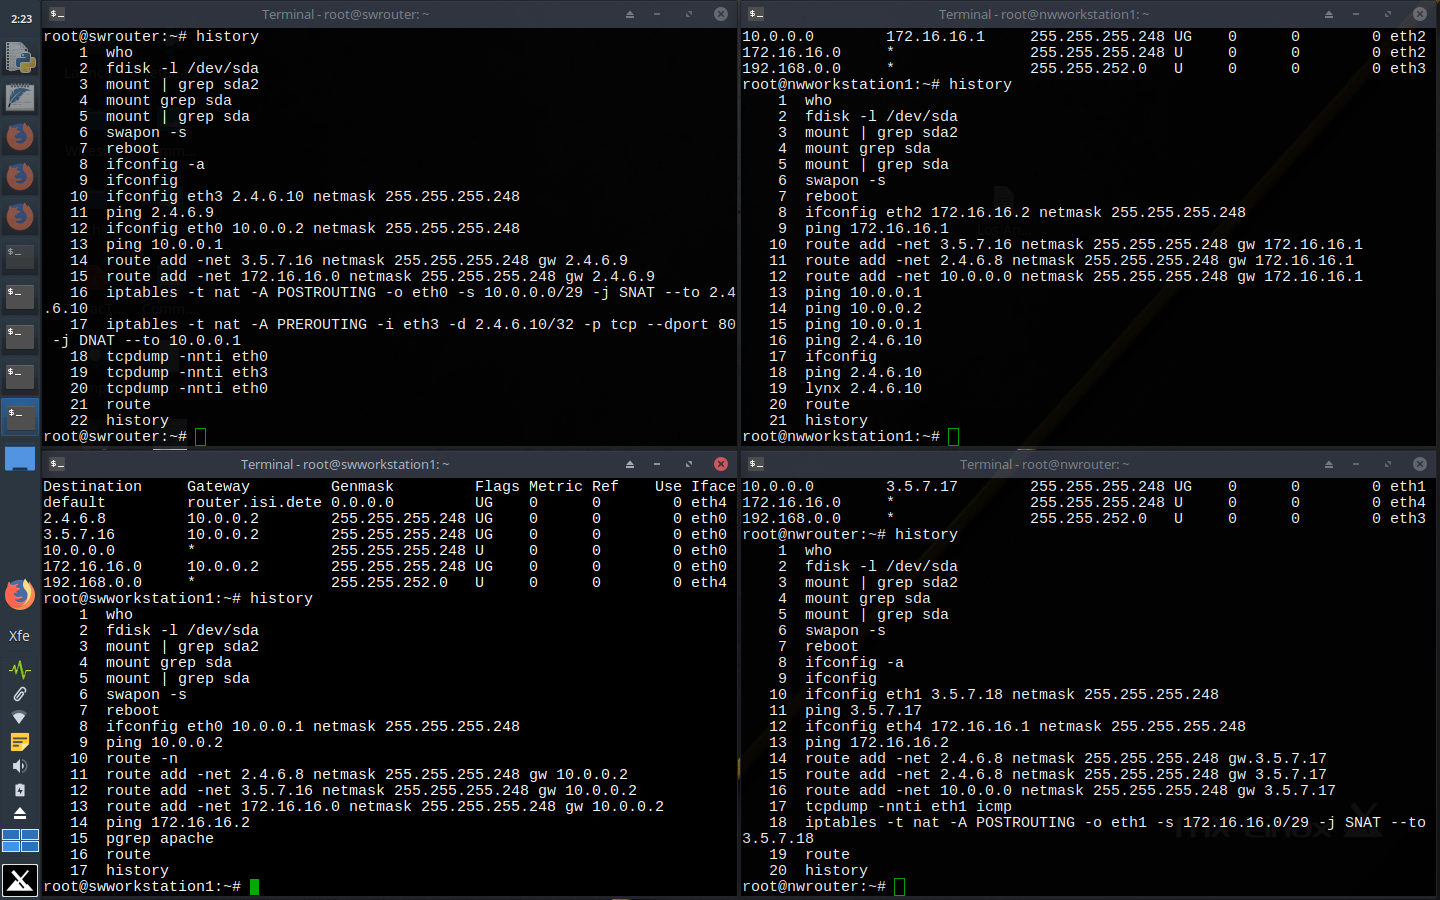 2:23
Terminal - root@swrouter: ~
root@swrouter:~# history
1 who
2 fdisk -l /dev/sda
3 mount | grep sda2
4 mount grep sda
5 mount | grep sda
6 swapon -s
7 reboot
8 ifconfig -a
9 ifconfig
10 ifconfig eth3 2.4.6.10 netmask 255.255.255.248
11 ping 2.4.6.9
12 ifconfig eth0 10.0.0.2 netmask 255.255.255.248
13 ping 10.0.0.1
14 route add -net 3.5.7.16 netmask 255.255.255.248 gw 2.4.6.9
15 route add -net 172.16.16.0 netmask 255.255.255.248 gw 2.4.6.9
16 iptables -t nat -A POSTROUTING -o eth0 -s 10.0.0.0/29 -j SNAT --to 2.4
.6.10
17 iptables -t nat -A PREROUTING -i eth3 -d 2.4.6.10/32 -p tcp --dport 80
-j DNAT --to 10.0.0.1
18 tcpdump -nnti eth0
19 tcpdump -nnti eth3
20 tcpdump -nnti eth0
21 route
22 history
root@swrouter:~#
Terminal - root@nwworkstation1: ~
10.0.0.0 172.16.16.1 255.255.255.248 UG 0 0 0 eth2
172.16.16.0 * 255.255.255.248 U 0 0 0 eth2
192.168.0.0 * 255.255.252.0 U 0 0 0 eth3
root@nwworkstation1:~# history
1 who
2 fdisk -l /dev/sda
3 mount | grep sda2
4 mount grep sda
5 mount | grep sda
6 swapon -s
7 reboot
8 ifconfig eth2 172.16.16.2 netmask 255.255.255.248
9 ping 172.16.16.1
10 route add -net 3.5.7.16 netmask 255.255.255.248 gw 172.16.16.1
11 route add -net 2.4.6.8 netmask 255.255.255.248 gw 172.16.16.1
12 route add -net 10.0.0.0 netmask 255.255.255.248 gw 172.16.16.1
13 ping 10.0.0.1
14 ping 10.0.0.2
15 ping 10.0.0.1
16 ping 2.4.6.10
17 ifconfig
18 ping 2.4.6.10
19 lynx 2.4.6.10
20 route
21 history
root@nwworkstation1:~#
Terminal - root@swworkstation1: ~
Destination Gateway Genmask Flags Metric Ref Use Iface
default router.isi.dete 0.0.0.0 UG 0 0 0 eth4
2.4.6.8 10.0.0.2 255.255.255.248 UG 0 0 0 eth0
3.5.7.16 10.0.0.2 255.255.255.248 UG 0 0 0 eth0
10.0.0.0 * 255.255.255.248 U 0 0 0 eth0
172.16.16.0 10.0.0.2 255.255.255.248 UG 0 0 0 eth0
192.168.0.0 * 255.255.252.0 U 0 0 0 eth4
root@swworkstation1:~# history
1 who
2 fdisk -l /dev/sda
3 mount | grep sda2
4 mount grep sda
5 mount | grep sda
6 swapon -s
7 reboot
8 ifconfig eth0 10.0.0.1 netmask 255.255.255.248
9 ping 10.0.0.2
10 route -n
11 route add -net 2.4.6.8 netmask 255.255.255.248 gw 10.0.0.2
12 route add -net 3.5.7.16 netmask 255.255.255.248 gw 10.0.0.2
13 route add -net 172.16.16.0 netmask 255.255.255.248 gw 10.0.0.2
14 ping 172.16.16.2
15 pgrep apache
16 route
17 history
root@swworkstation1:~#
Terminal - root@nwrouter: ~
10.0.0.0 3.5.7.17 255.255.255.248 UG 0 0 0 eth1
172.16.16.0 * 255.255.255.248 U 0 0 0 eth4
192.168.0.0 * 255.255.252.0 U 0 0 0 eth3
root@nwrouter:~# history
1 who
2 fdisk -l /dev/sda
3 mount | grep sda2
4 mount grep sda
5 mount | grep sda
6 swapon -s
7 reboot
8 ifconfig -a
9 ifconfig
10 ifconfig eth1 3.5.7.18 netmask 255.255.255.248
11 ping 3.5.7.17
12 ifconfig eth4 172.16.16.1 netmask 255.255.255.248
13 ping 172.16.16.2
14 route add -net 2.4.6.8 netmask 255.255.255.248 gw.3.5.7.17
15 route add -net 2.4.6.8 netmask 255.255.255.248 gw 3.5.7.17
16 route add -net 10.0.0.0 netmask 255.255.255.248 gw 3.5.7.17
17 tcpdump -nnti eth1 icmp
18 iptables -t nat -A POSTROUTING -o eth1 -s 172.16.16.0/29 -j SNAT --to
3.5.7.18
19 route
20 history
root@nwrouter:~#
Xfe